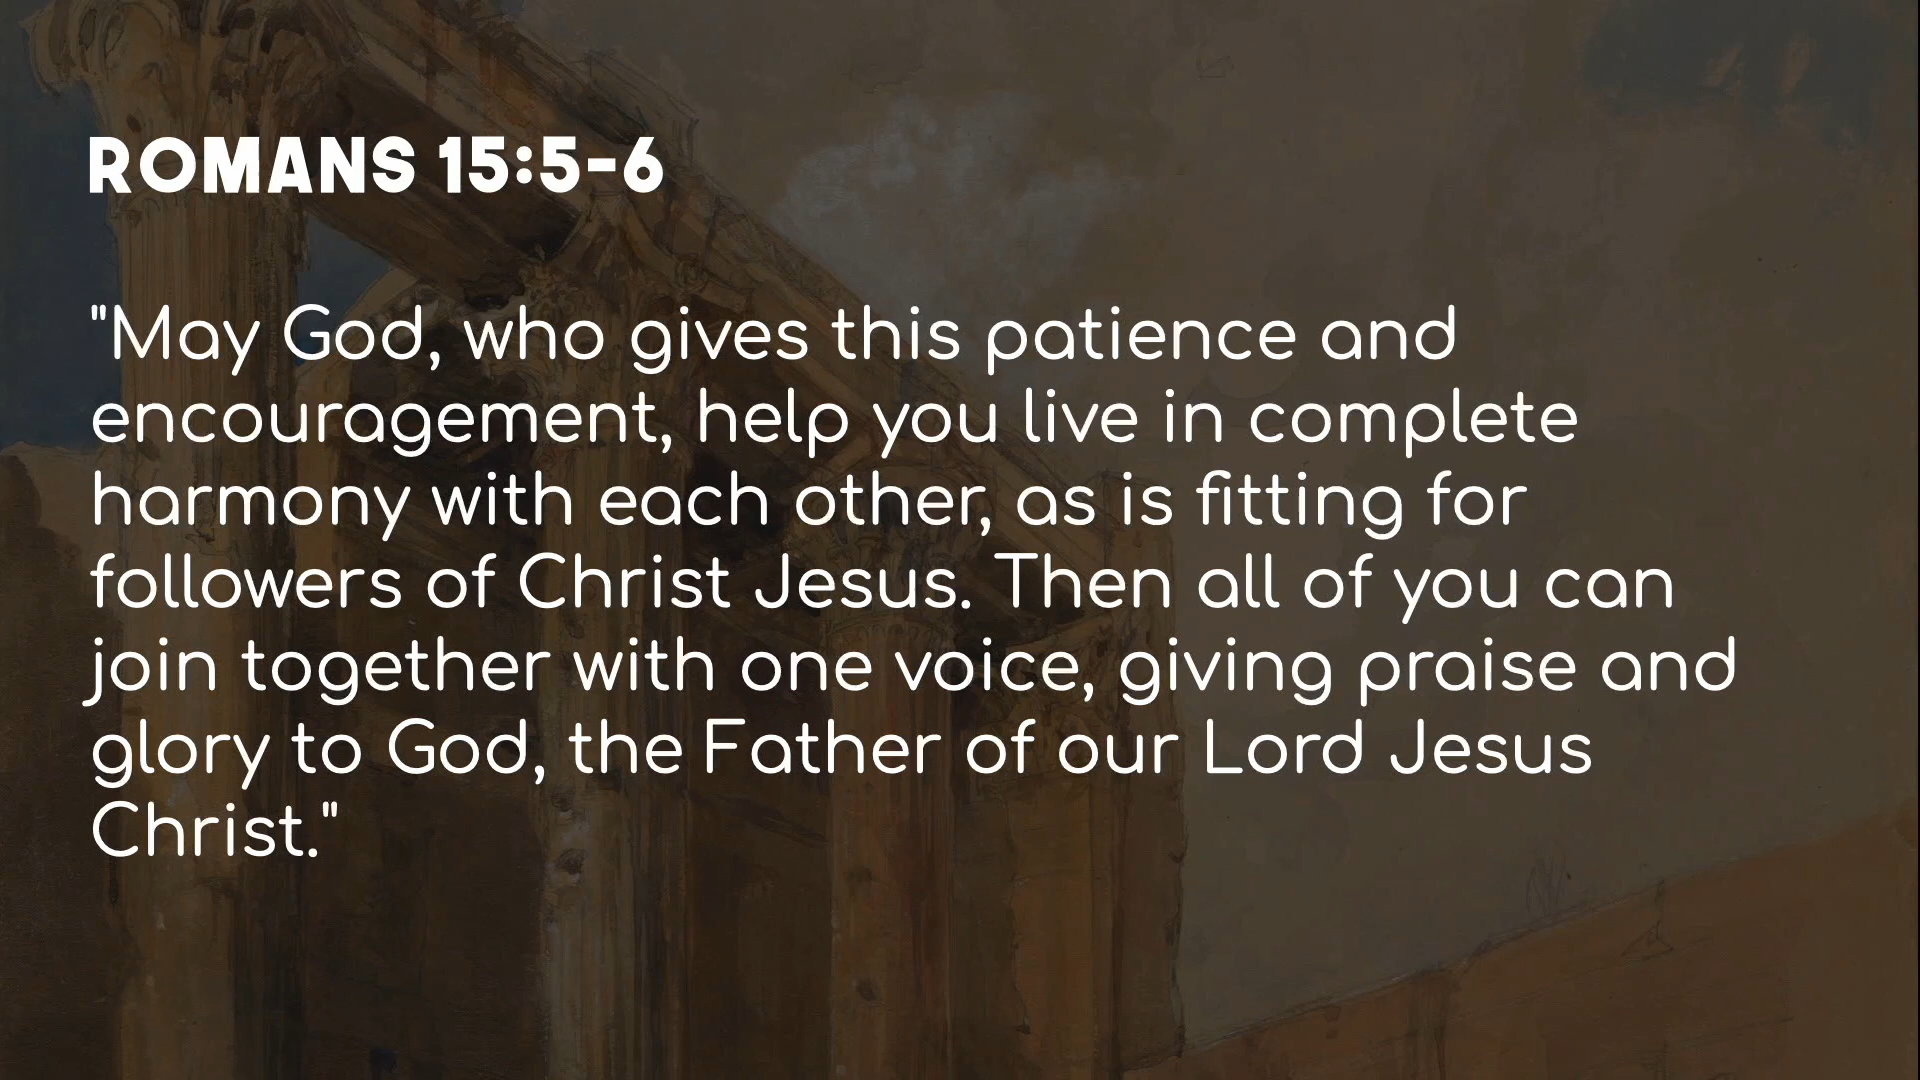 ROMANS 15:5-6
"May God, who gives this patience and
encouragement, help you live in complete
harmony with each other, as is fitting for
followers of Christ Jesus. Then all of you can
join together with one voice, giving praise and
glory to God, the Father of our Lord Jesus
Christ."